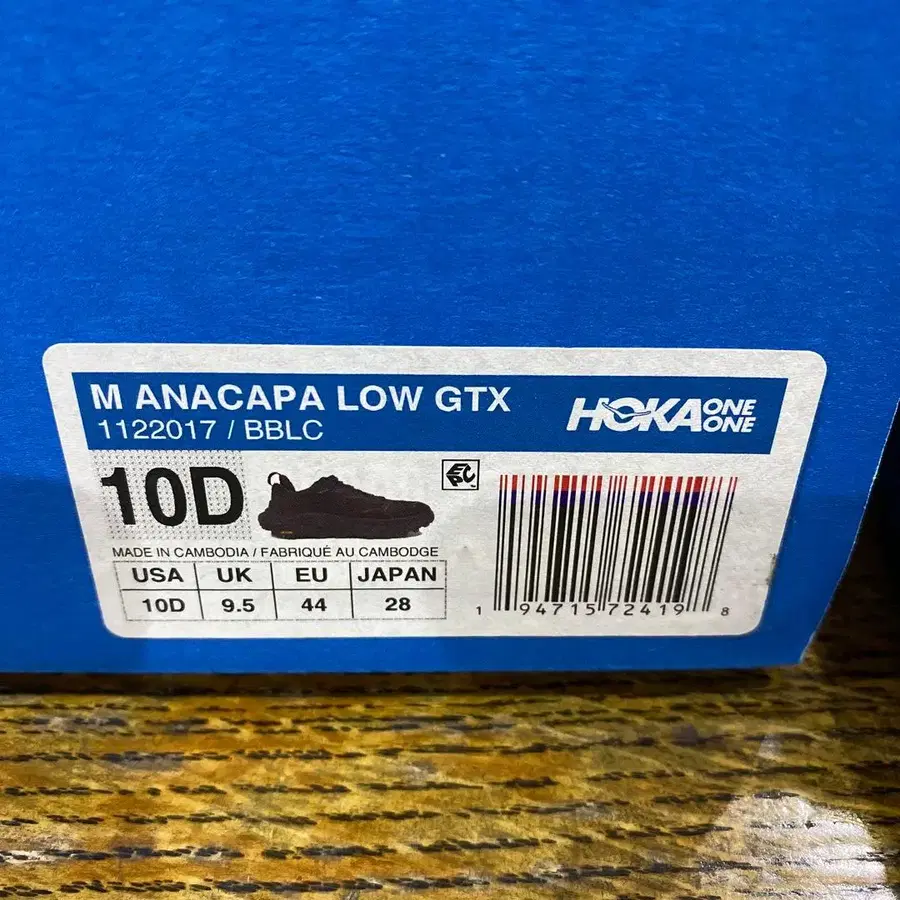 M ANACAPA LOW GTX
1122017 / BBLC
HOKA ONE ONE
10D
MADE IN CAMBODIA / FABRIQUÉ AU CAMBODGE
USA UK EU JAPAN
10D 9.5 44 28
1 94715 72419 8